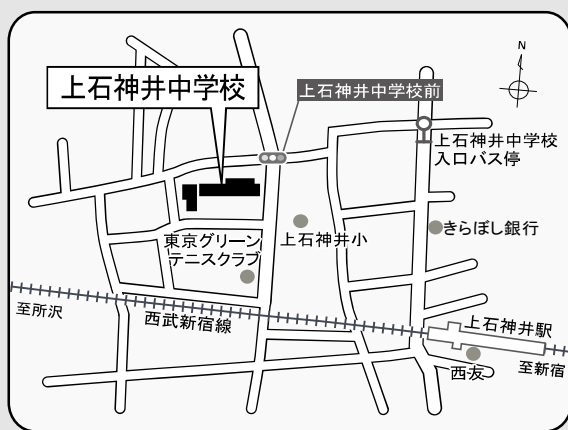 N
上石神井中学校
上石神井中学校前
上石神井中学校
入口バス停
きらぼし銀行
東京グリーン
テニスクラブ
上石神井小
至所沢
西武新宿線
上石神井駅
西友
至新宿